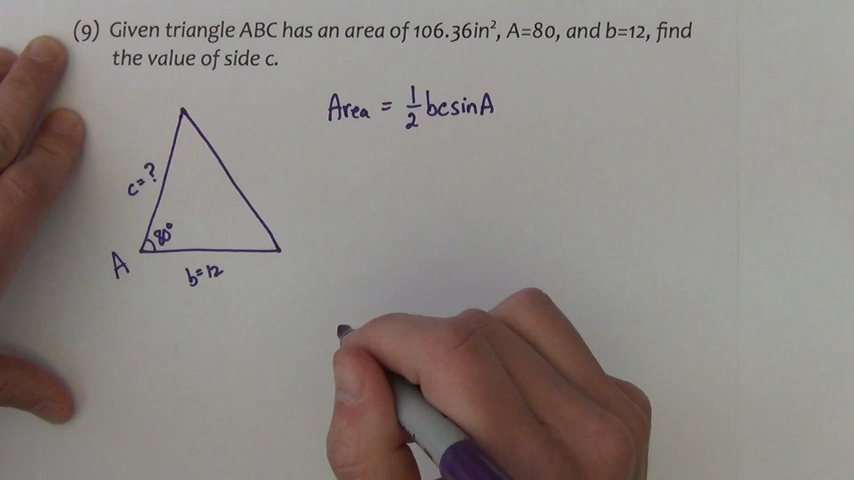 (9) Given triangle ABC has an area of 106.36in², A=80, and b=12, find
the value of side c.
Area = 1/2 bcsinA
c=?
80°
A
b=12